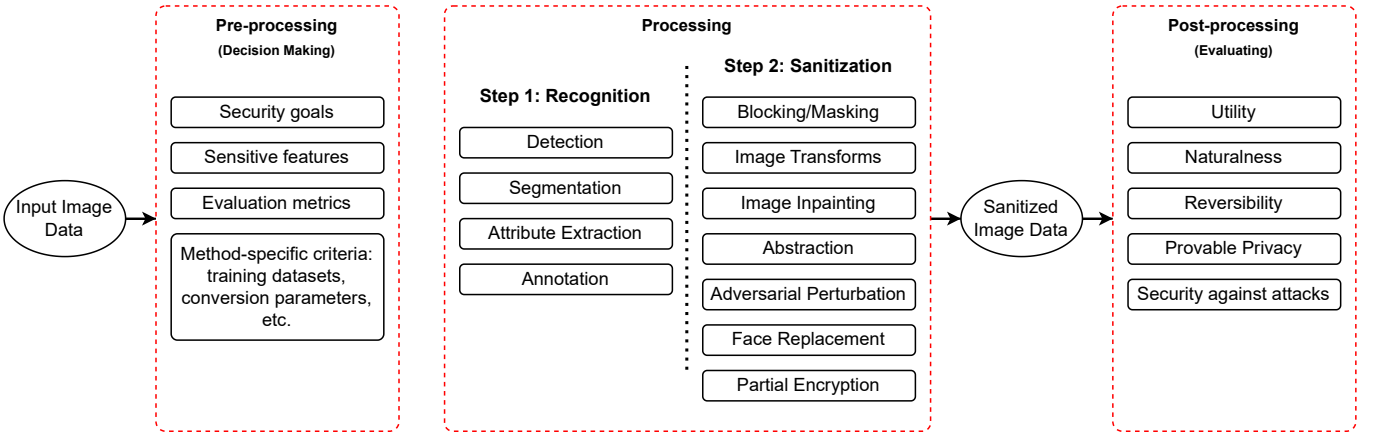 Input Image
Data
Pre-processing
(Decision Making)
Security goals
Sensitive features
Evaluation metrics
Method-specific criteria:
training datasets,
conversion parameters,
etc.
Processing
Step 1: Recognition
Detection
Segmentation
Attribute Extraction
Annotation
Step 2: Sanitization
Blocking/Masking
Image Transforms
Image Inpainting
Abstraction
Adversarial Perturbation
Face Replacement
Partial Encryption
Sanitized
Image Data
Post-processing
(Evaluating)
Utility
Naturalness
Reversibility
Provable Privacy
Security against attacks